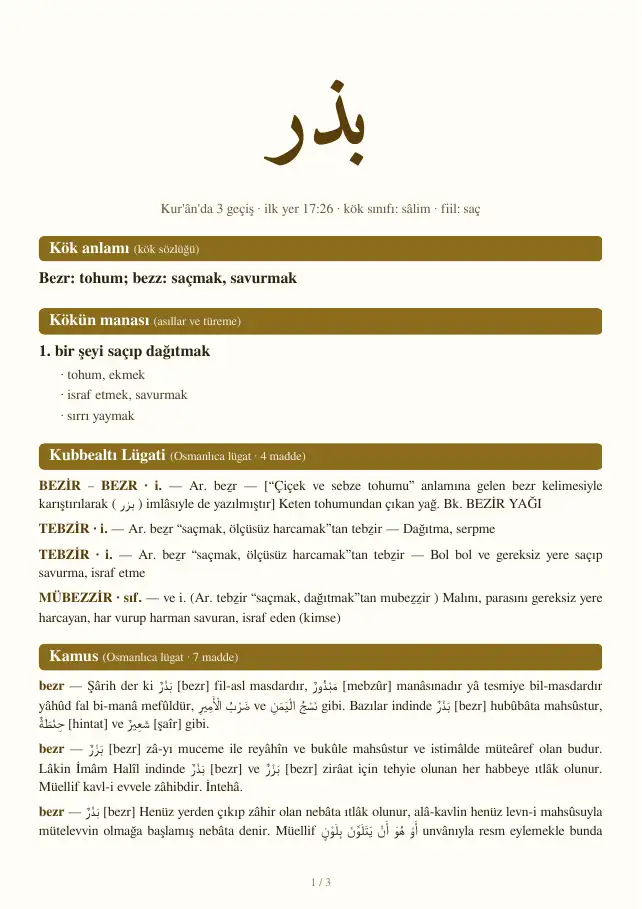 بذر
Kur'ân'da 3 geçiş · ilk yer 17:26 · kök sınıfı: sâlim · fiil: saç
Kök anlamı (kök sözlüğü)
Bezr: tohum; bezz: saçmak, savurmak
Kökün manası (asıllar ve türeme)
1. bir şeyi saçıp dağıtmak
· tohum, ekmek
· israf etmek, savurmak
· sırrı yaymak
Kubbealtı Lügati (Osmanlıca lügat · 4 madde)
BEZİR – BEZR · i. — Ar. beẕr — [“Çiçek ve sebze tohumu” anlamına gelen bezr kelimesiyle
karıştırılarak ( بزر ) imlâsıyle de yazılmıştır] Keten tohumundan çıkan yağ. Bk. BEZİR YAĞI
TEBZİR · i. — Ar. beẕr “saçmak, ölçüsüz harcamak”tan tebẕіr — Dağıtma, serpme
TEBZİR · i. — Ar. beẕr “saçmak, ölçüsüz harcamak”tan tebẕir — Bol bol ve gereksiz yere saçıp
savurma, israf etme
MÜBEZZİR · sıf. — ve i. (Ar. tebẕir “saçmak, dağıtmak”tan mubeẕẕir ) Malını, parasını gereksiz yere
harcayan, har vurup harman savuran, israf eden (kimse)
Kamus (Osmanlıca lügat · 7 madde)
bezr — Şârih der ki بَذْرٌ [bezr] fil-asl masdardır, مَبْذُورٌ [mebzûr] manâsınadır yâ tesmiye bil-masdardır
yâhûd fal bi-manâ mefûldür, ضَرْبُ الْأَمِيرِ ve نَسْجُ الْيَمَنِ gibi. Bazılar indinde بَذْرٌ [bezr] hubûbâta mahsûstur,
حِنْطَةٌ [hintat] ve شَعِيرٌ [şaîr] gibi.
bezr — بَزْرٌ [bezr] zâ-yı muceme ile reyâhîn ve bukûle mahsûstur ve istimâlde müteâref olan budur.
Lâkin İmâm Halîl indinde بَذْرٌ [bezr] ve بَزْرٌ [bezr] zirâat için tehyie olunan her habbeye ıtlâk olunur.
Müellif kavl-i evvele zâhibdir. İntehâ.
bezr — بَذْرٌ [bezr] Henüz yerden çıkıp zâhir olan nebâta ıtlâk olunur, alâ-kavlin henüz levn-i mahsûsuyla
mütelevvin olmağa başlamış nebâta denir. Müellif أَوْ هُوَ أَنْ يَتَلَوَّنَ بِلَوْنٍ unvânıyla resm eylemekle bunda
1 / 3